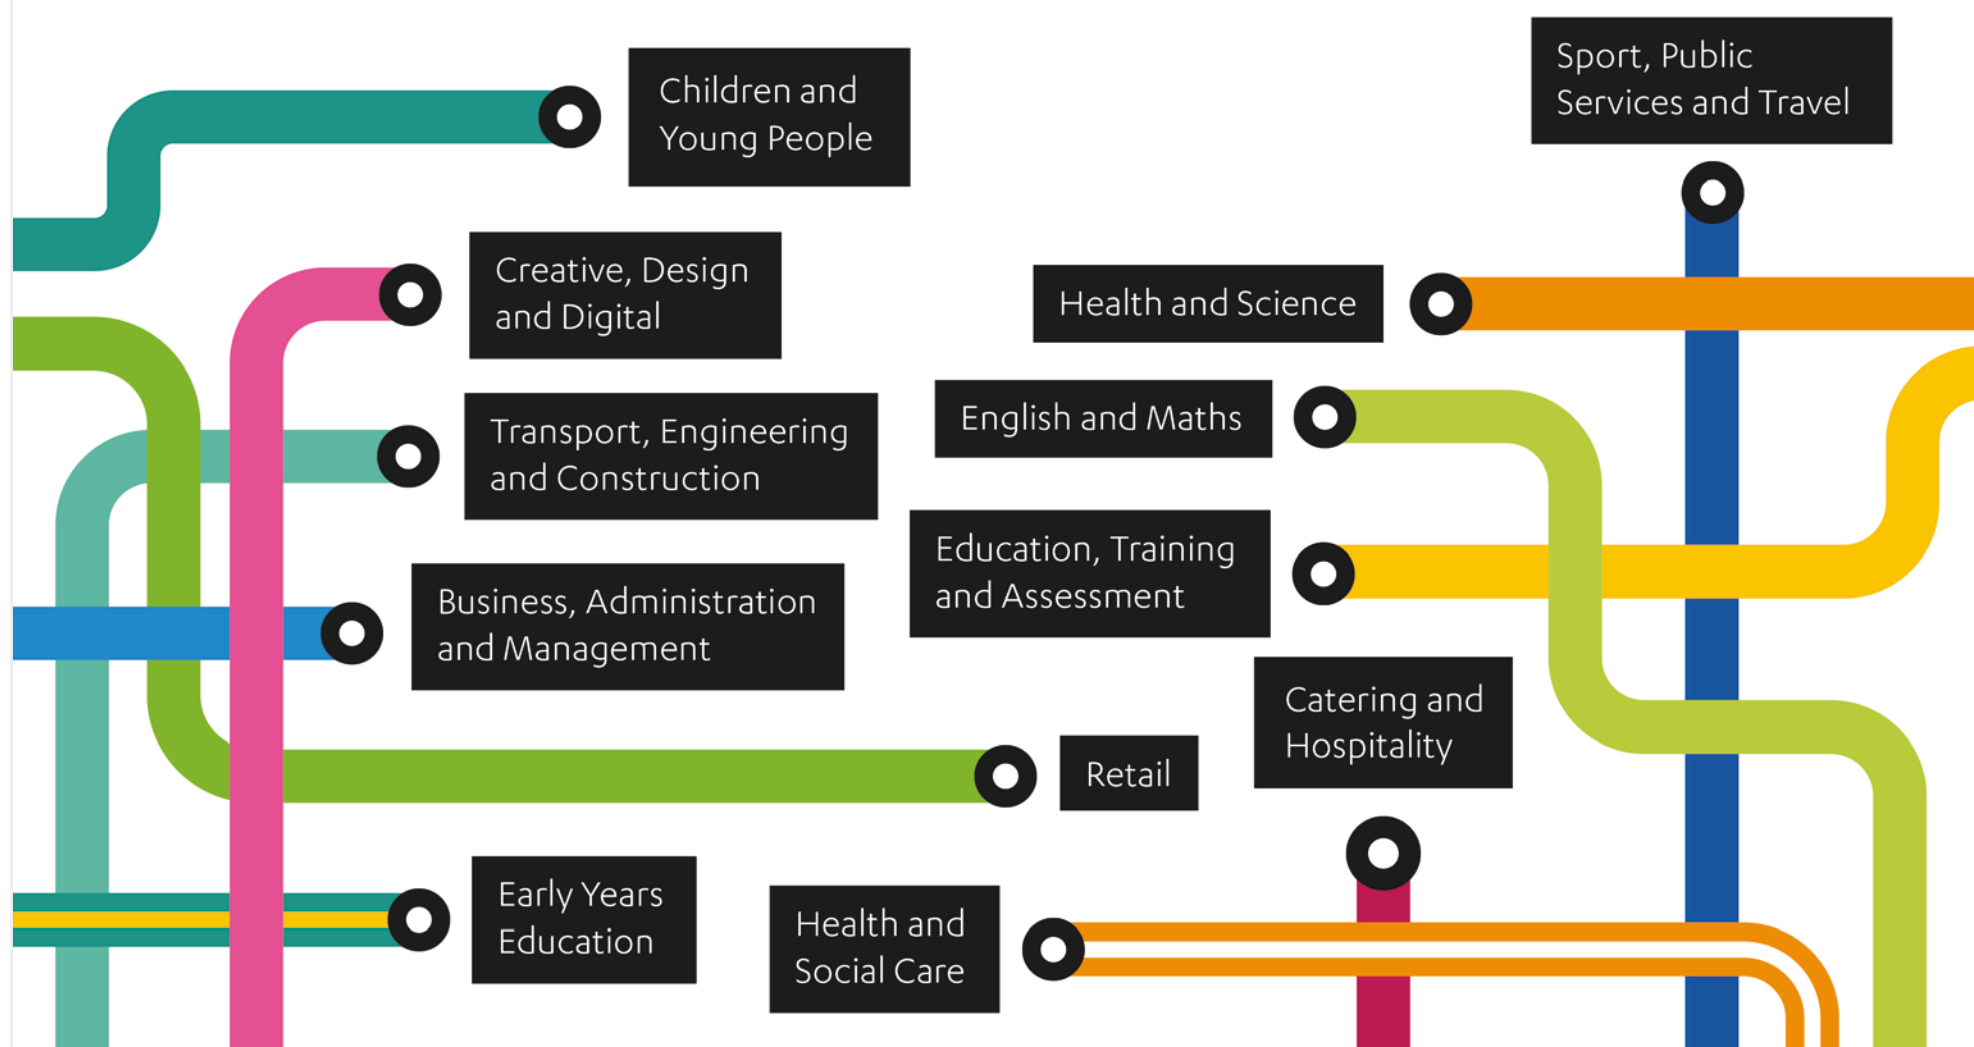 Children and
Young People
Sport, Public
Services and Travel
Creative, Design
and Digital
Health and Science
Transport, Engineering
and Construction
English and Maths
Education, Training
and Assessment
Business, Administration
and Management
Catering and
Hospitality
Retail
Early Years
Education
Health and
Social Care